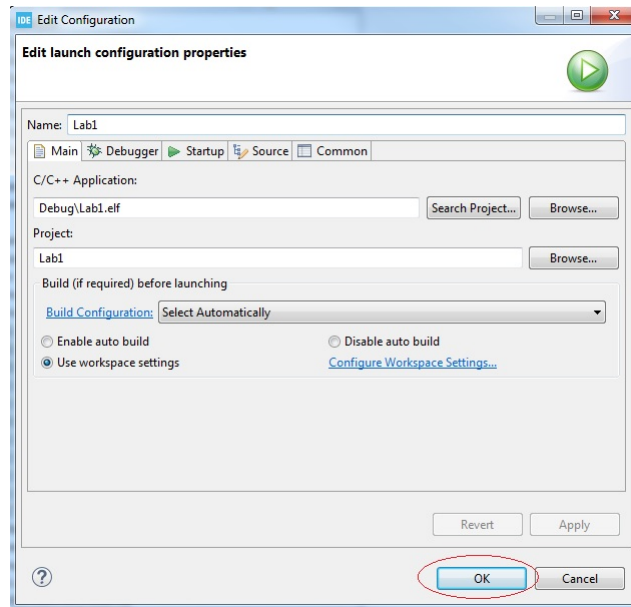 IDE Edit Configuration
Edit launch configuration properties
Name: Lab1
Main Debugger Startup Source Common
C/C++ Application:
Debug\Lab1.elf Search Project... Browse...
Project:
Lab1 Browse...
Build (if required) before launching
Build Configuration: Select Automatically
Enable auto build Disable auto build
Use workspace settings Configure Workspace Settings...
Revert Apply
? OK Cancel